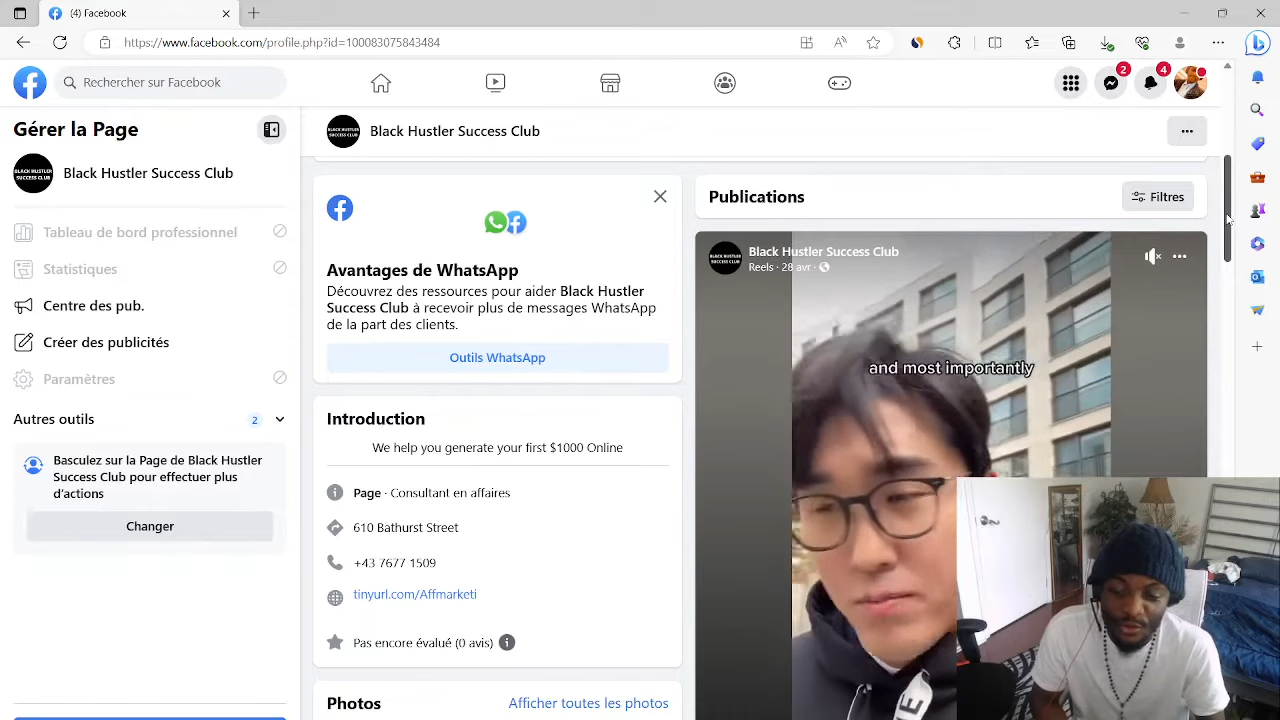 (4) Facebook
https://www.facebook.com/profile.php?id=100083075843484
Rechercher sur Facebook
2
4
Gérer la Page
Black Hustler Success Club
Tableau de bord professionnel
Statistiques
Centre des pub.
Créer des publicités
Paramètres
Autres outils
2
Basculez sur la Page de Black Hustler
Success Club pour effectuer plus
d'actions
Changer
BLACK HUSTLER
SUCCESS CLUB
Black Hustler Success Club
Avantages de WhatsApp
Découvrez des ressources pour aider Black Hustler
Success Club à recevoir plus de messages WhatsApp
de la part des clients.
Outils WhatsApp
Introduction
We help you generate your first $1000 Online
Page · Consultant en affaires
610 Bathurst Street
+43 7677 1509
tinyurl.com/Affmarketi
Pas encore évalué (0 avis)
Photos
Afficher toutes les photos
Publications
Filtres
Black Hustler Success Club
Reels · 28 avr ·
and most importantly